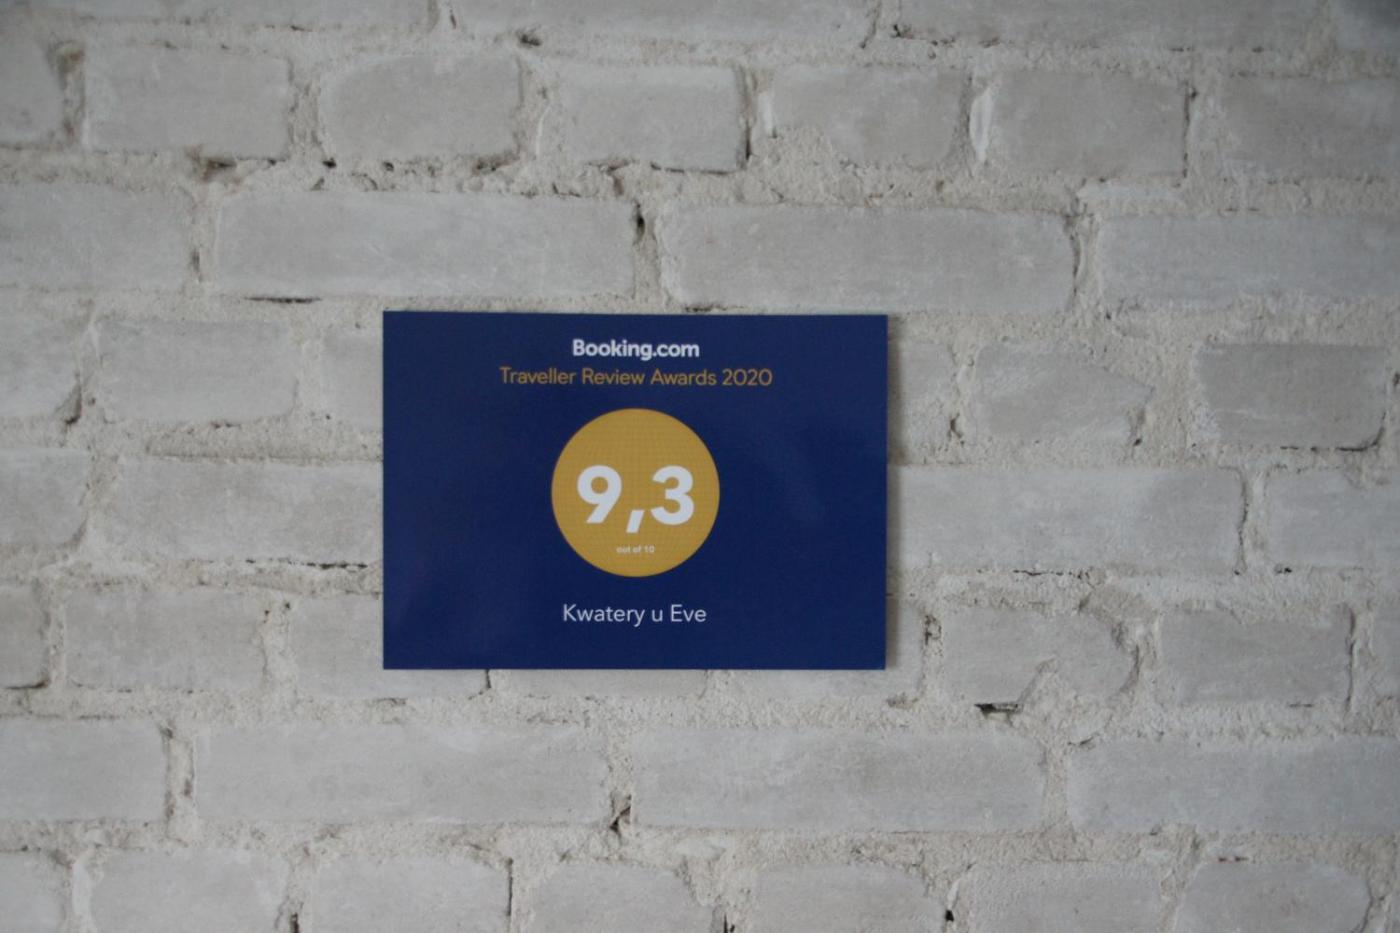 Booking.com
Traveller Review Awards 2020
9,3
out of 10
Kwatery u Eve